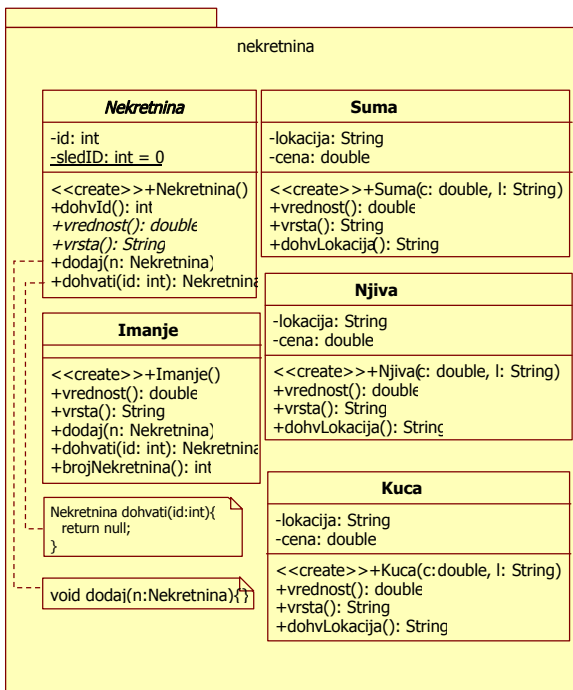 nekretnina
Nekretnina
-id: int
-sledID: int = 0
<<create>>+Nekretnina()
+dohvId(): int
+vrednost(): double
+vrsta(): String
+dodaj(n: Nekretnina)
+dohvati(id: int): Nekretnina
Suma
-lokacija: String
-cena: double
<<create>>+Suma(c: double, l: String)
+vrednost(): double
+vrsta(): String
+dohvLokacija(): String
Imanje
<<create>>+Imanje()
+vrednost(): double
+vrsta(): String
+dodaj(n: Nekretnina)
+dohvati(id: int): Nekretnina
+brojNekretnina(): int
Njiva
-lokacija: String
-cena: double
<<create>>+Njiva(c: double, l: String)
+vrednost(): double
+vrsta(): String
+dohvLokacija(): String
Nekretnina dohvati(id:int){
return null;
}
void dodaj(n:Nekretnina){}
Kuca
-lokacija: String
-cena: double
<<create>>+Kuca(c:double, l: String)
+vrednost(): double
+vrsta(): String
+dohvLokacija(): String